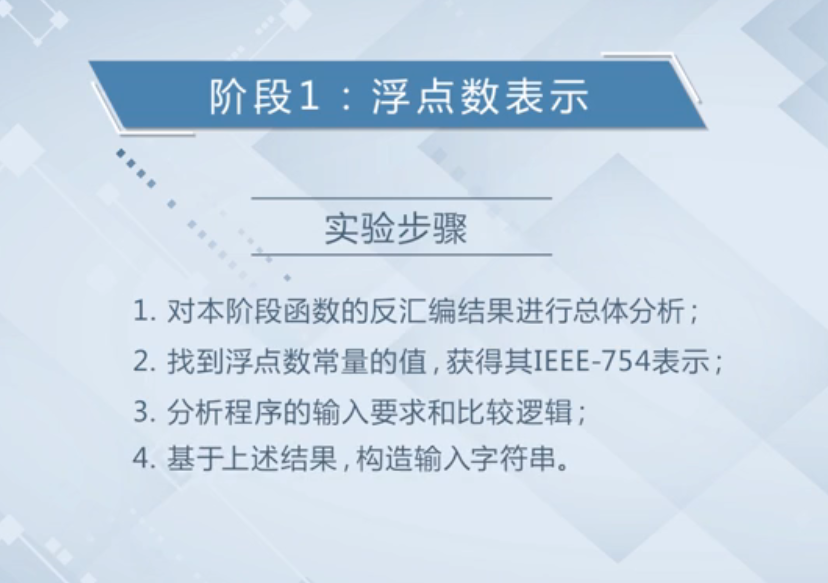 阶段1：浮点数表示
实验步骤
1. 对本阶段函数的反汇编结果进行总体分析；
2. 找到浮点数常量的值，获得其IEEE-754表示；
3. 分析程序的输入要求和比较逻辑；
4. 基于上述结果，构造输入字符串。